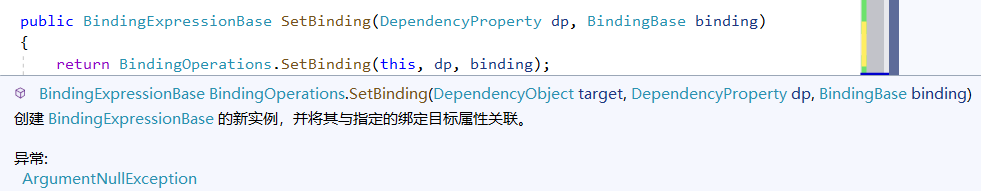 public BindingExpressionBase SetBinding(DependencyProperty dp, BindingBase binding)
{
return BindingOperations.SetBinding(this, dp, binding);
BindingExpressionBase BindingOperations.SetBinding(DependencyObject target, DependencyProperty dp, BindingBase binding)
创建 BindingExpressionBase 的新实例，并将其与指定的绑定目标属性关联。
异常:
ArgumentNullException